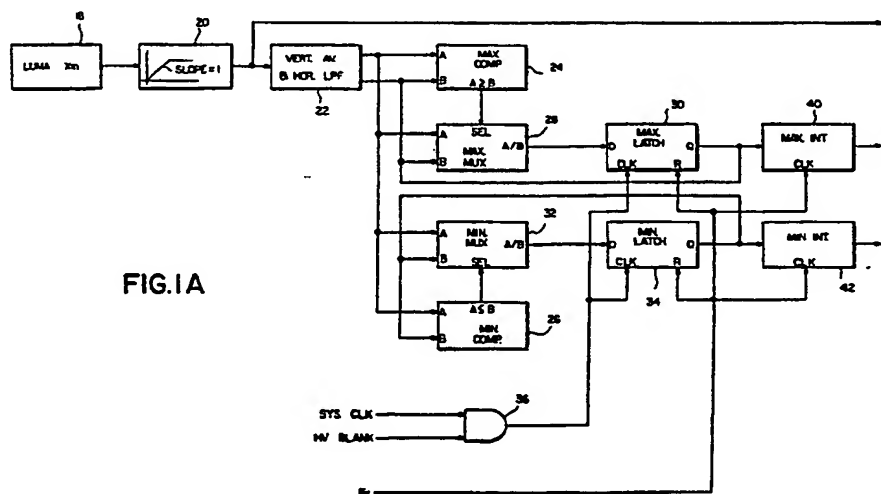 18
LUMA Xm
20
SLOPE=1
VERT. AV.
& HOR. LPF
22
A
B
MAX.
COMP
A ≥ B
24
A
B
SEL
MAX.
MUX
A/B
28
30
D
MAX.
LATCH
Q
CLK
R
40
MAX. INT
CLK
A
B
MIN.
MUX
SEL
A/B
32
D
MIN.
LATCH
Q
CLK
R
34
MIN INT.
CLK
42
A
B
A ≤ B
MIN.
COMP.
26
FIG.1A
SYS CLK
HV BLANK
36